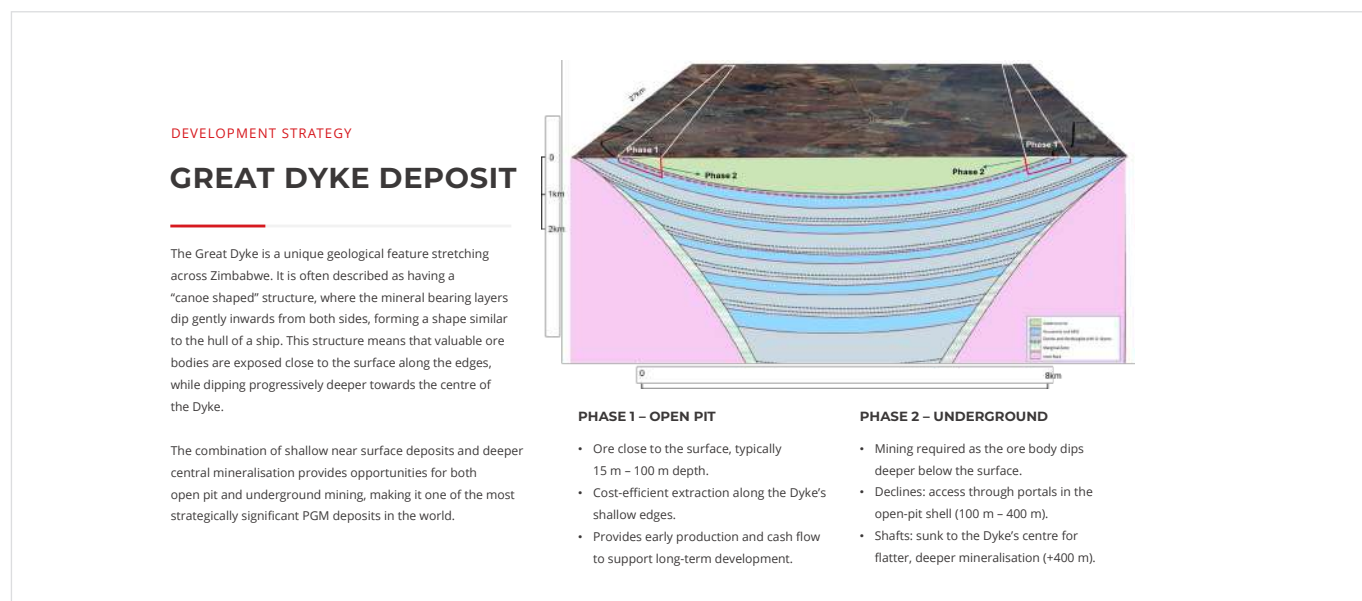 DEVELOPMENT STRATEGY
GREAT DYKE DEPOSIT
The Great Dyke is a unique geological feature stretching
across Zimbabwe. It is often described as having a
“canoe shaped” structure, where the mineral bearing layers
dip gently inwards from both sides, forming a shape similar
to the hull of a ship. This structure means that valuable ore
bodies are exposed close to the surface along the edges,
while dipping progressively deeper towards the centre of
the Dyke.
The combination of shallow near surface deposits and deeper
central mineralisation provides opportunities for both
open pit and underground mining, making it one of the most
strategically significant PGM deposits in the world.
27km
Phase 1
Phase 1
Phase 2
Phase 2
0
1km
2km
0
8km
PHASE 1 – OPEN PIT
• Ore close to the surface, typically
15 m – 100 m depth.
• Cost-efficient extraction along the Dyke’s
shallow edges.
• Provides early production and cash flow
to support long-term development.
PHASE 2 – UNDERGROUND
• Mining required as the ore body dips
deeper below the surface.
• Declines: access through portals in the
open-pit shell (100 m – 400 m).
• Shafts: sunk to the Dyke’s centre for
flatter, deeper mineralisation (+400 m).